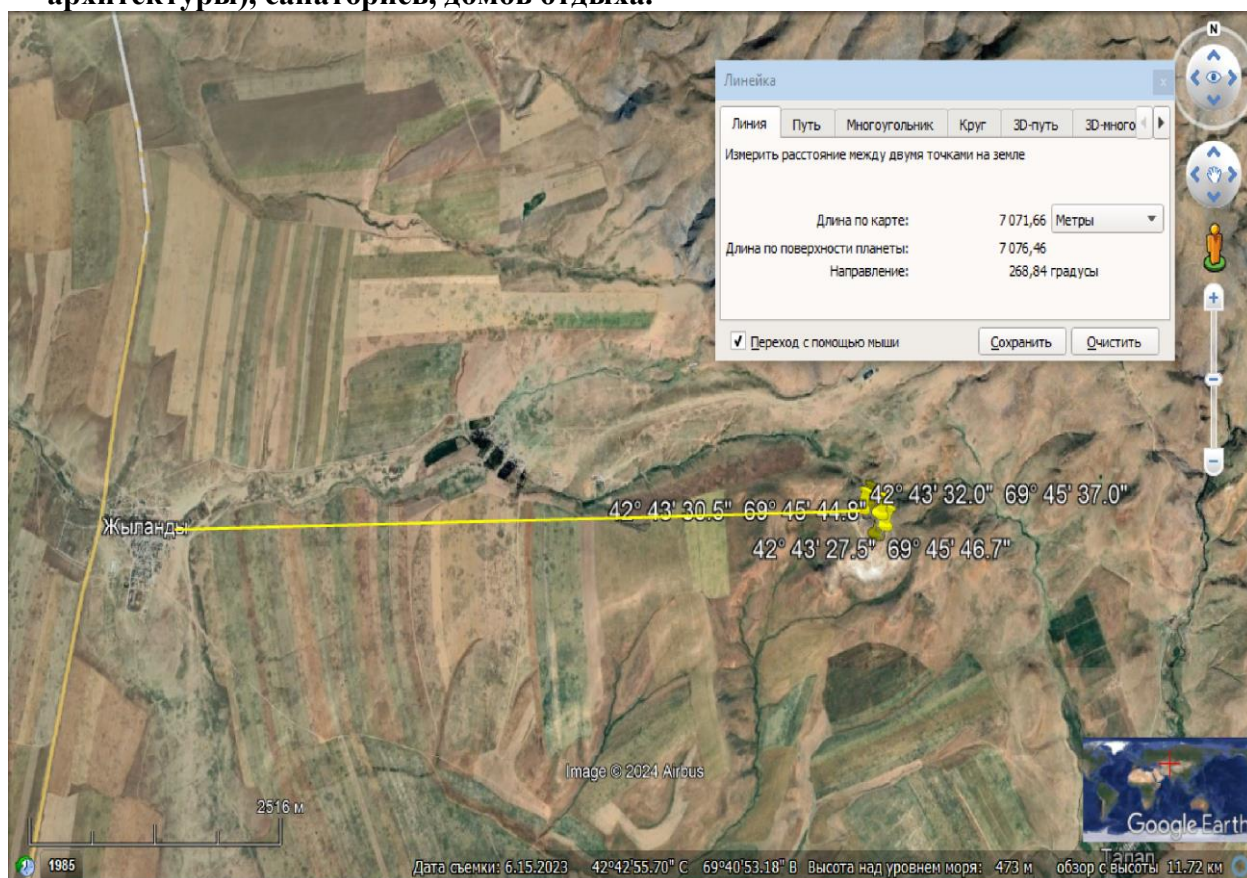 архитектуры), санаториев, домов отдыха.
N
Линейка
Линия Путь Многоугольник Круг 3D-путь 3D-много
Измерить расстояние между двумя точками на земле
Длина по карте: 7 071,66 Метры
Длина по поверхности планеты: 7 076,46
Направление: 268,84 градусы
Переход с помощью мыши Сохранить Очистить
42° 43' 32.0" 69° 45' 37.0"
42° 43' 30.5" 69° 45' 44.8"
Жыланды
42° 43' 27.5" 69° 45' 46.7"
Image © 2024 Airbus
2516 м
Google Earth
Талап
1985
Дата съемки: 6.15.2023 42°42'55.70" С 69°40'53.18" В Высота над уровнем моря: 473 м обзор с высоты 11.72 км